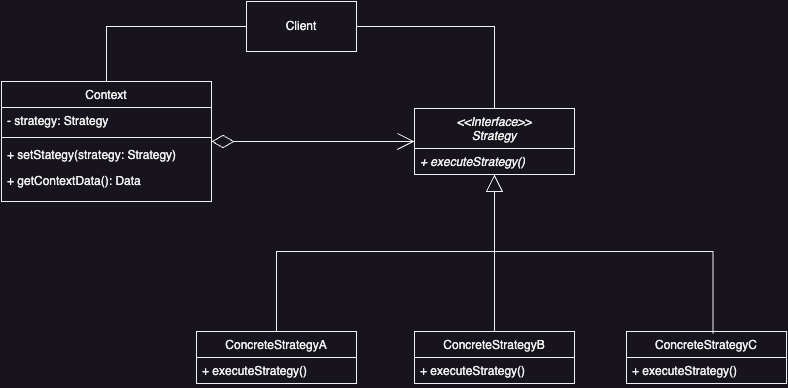 Client
Context
- strategy: Strategy
+ setStategy(strategy: Strategy)
+ getContextData(): Data
<<Interface>>
Strategy
+ executeStrategy()
ConcreteStrategyA
+ executeStrategy()
ConcreteStrategyB
+ executeStrategy()
ConcreteStrategyC
+ executeStrategy()